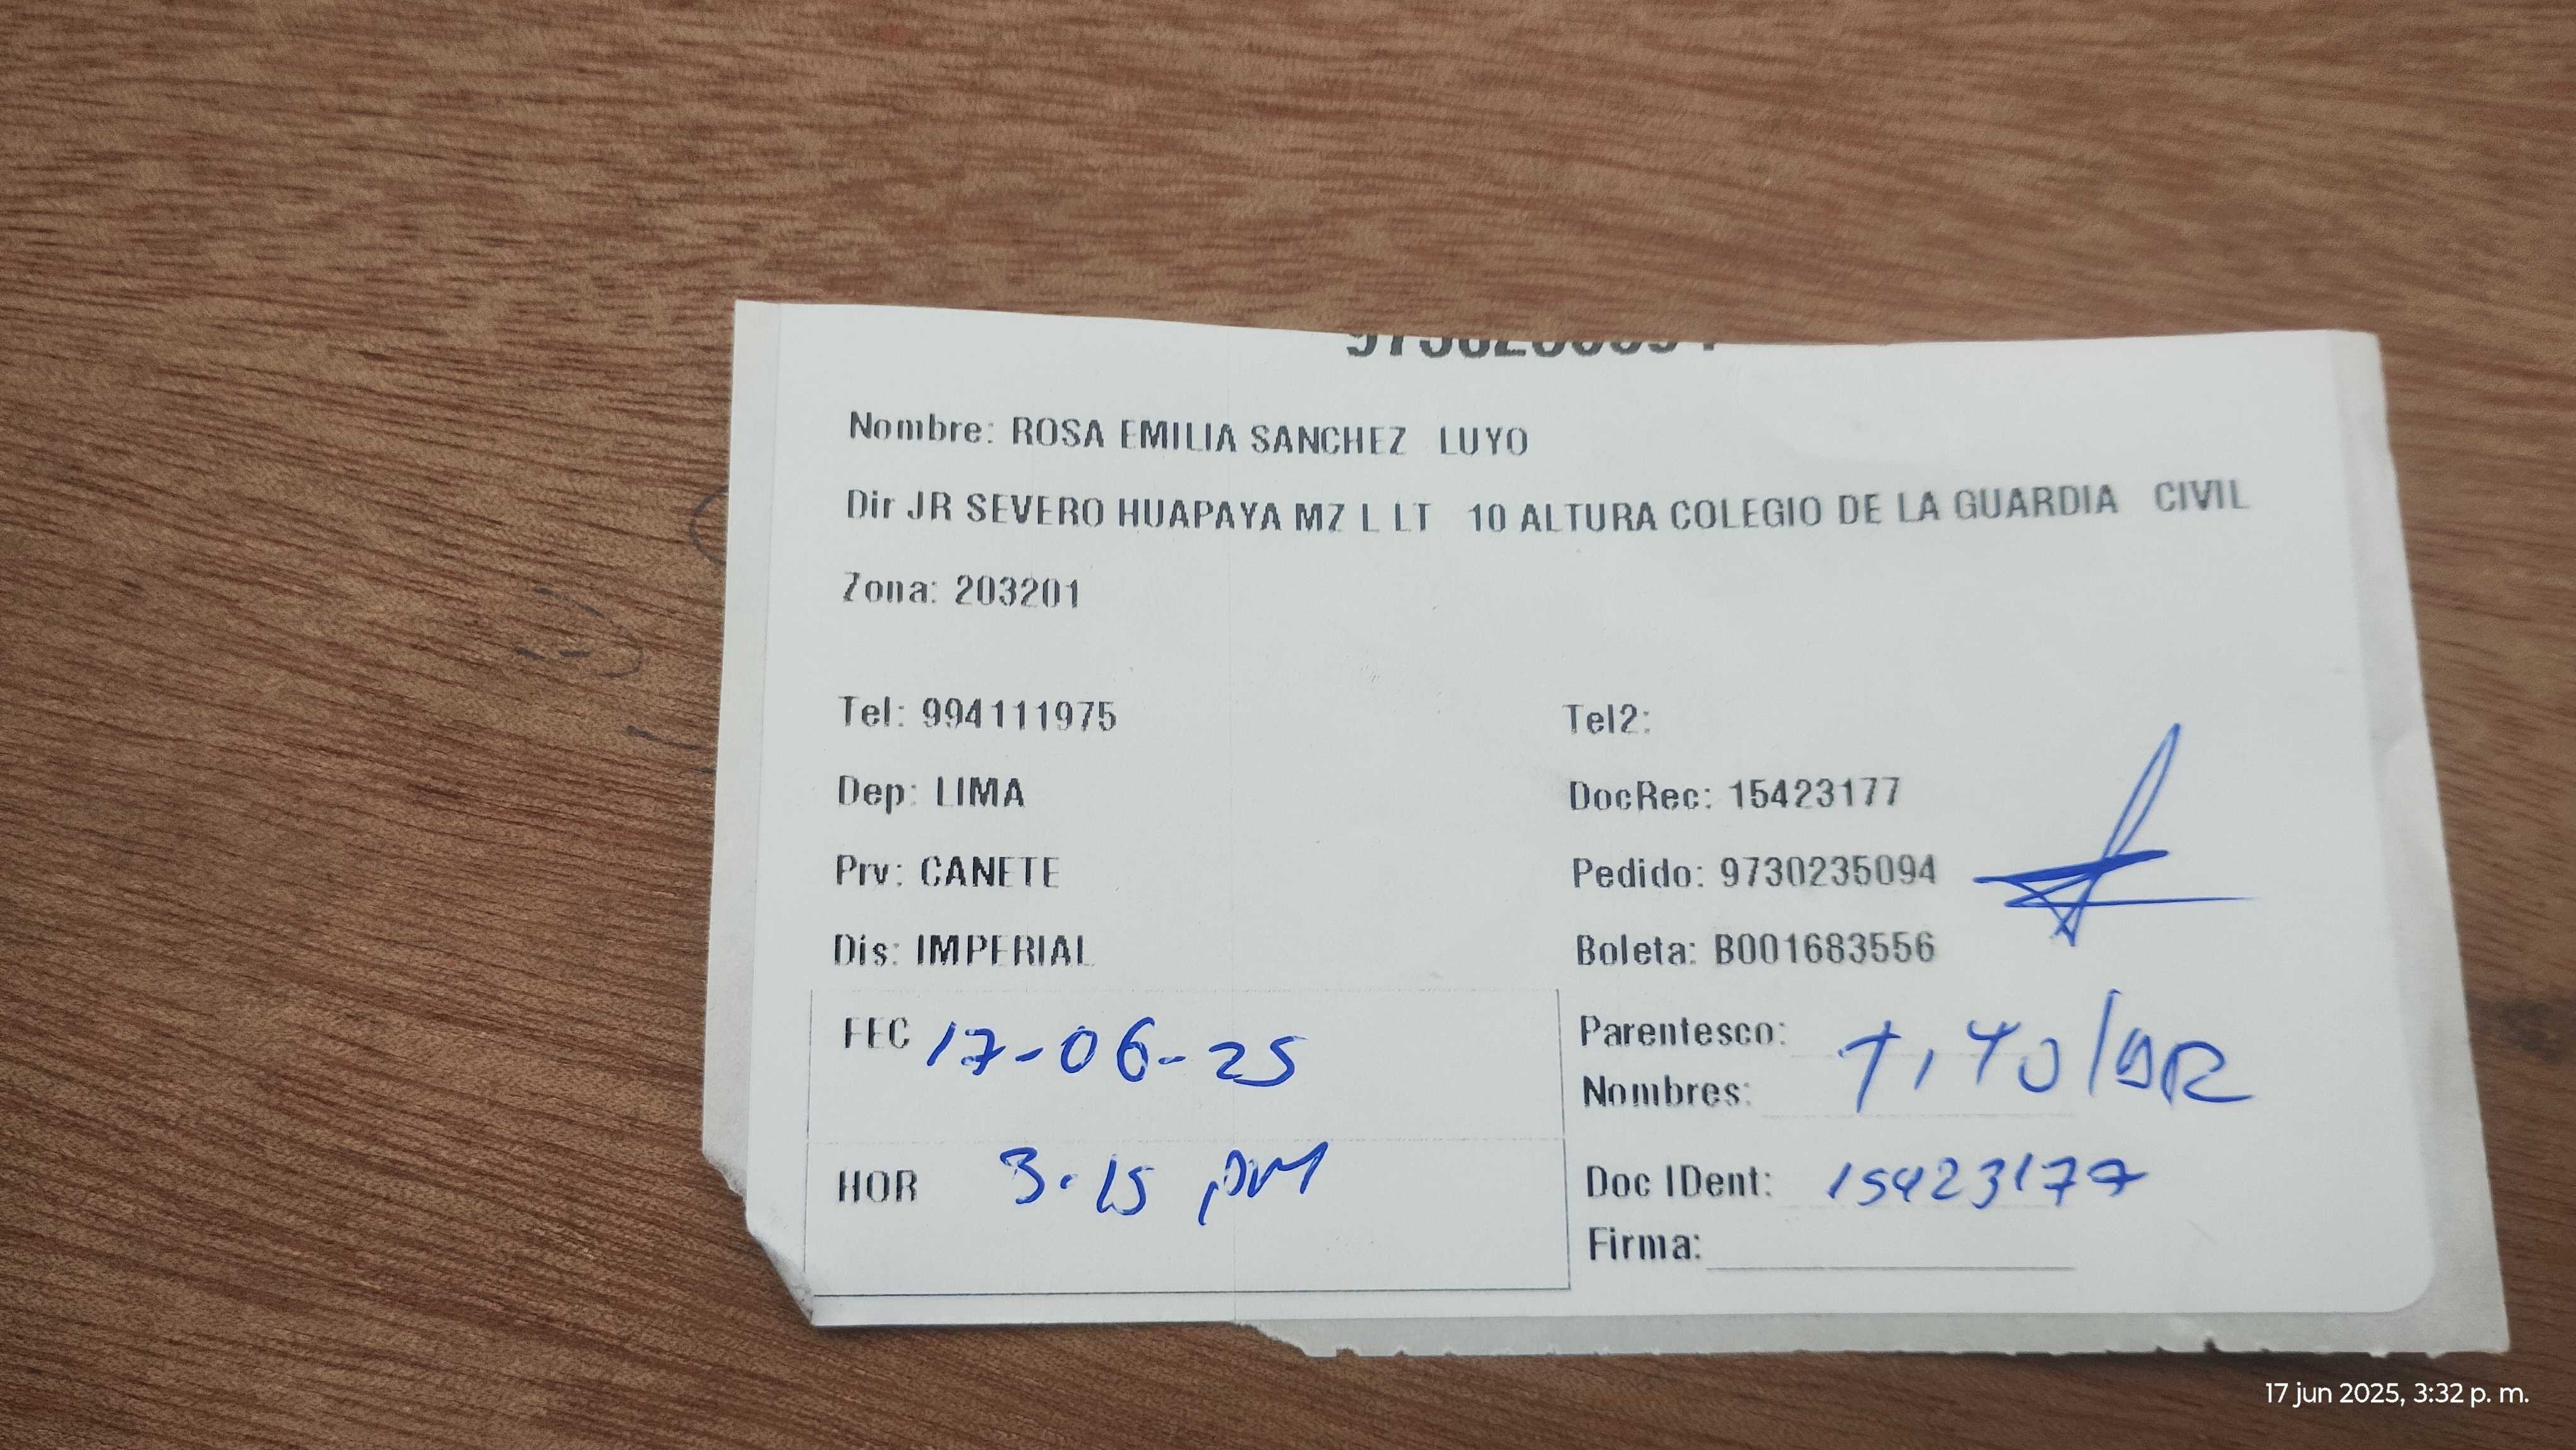 Nombre: ROSA EMILIA SANCHEZ LUYO
Dir JR SEVERO HUAPAYA MZ L LT 10 ALTURA COLEGIO DE LA GUARDIA CIVIL
Zona: 203201
Tel: 994111975 Tel2:
Dep: LIMA DocRec: 15423177
Prv: CANETE Pedido: 9730235094
Dis: IMPERIAL Boleta: B001683556
FEC 17-06-25 Parentesco:
Nombres:
HOR 3.15 pm Doc IDent: 15423177
Firma:
17 jun 2025, 3:32 p. m.